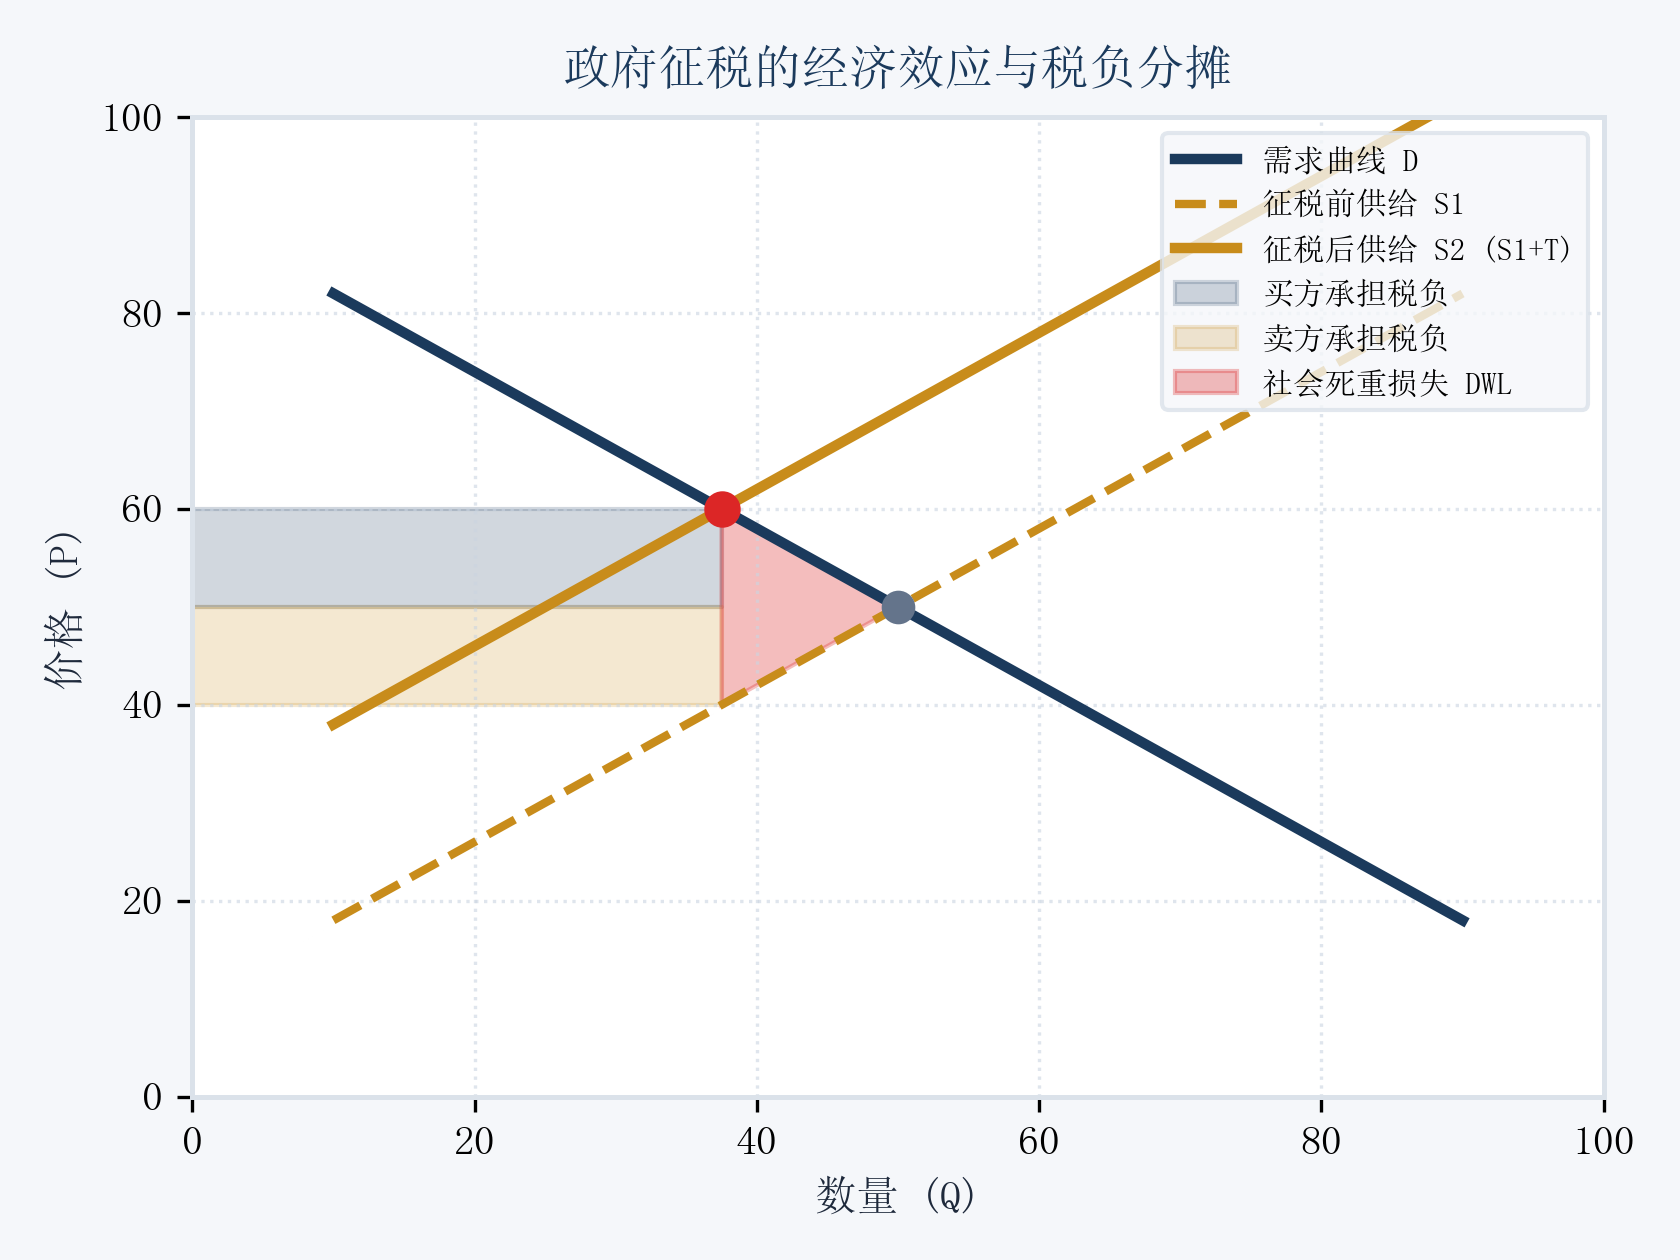 政府征税的经济效应与税负分摊
100
80
60
40
20
0
价格 (P)
需求曲线 D
征税前供给 S1
征税后供给 S2 (S1+T)
买方承担税负
卖方承担税负
社会死重损失 DWL
0 20 40 60 80 100
数量 (Q)